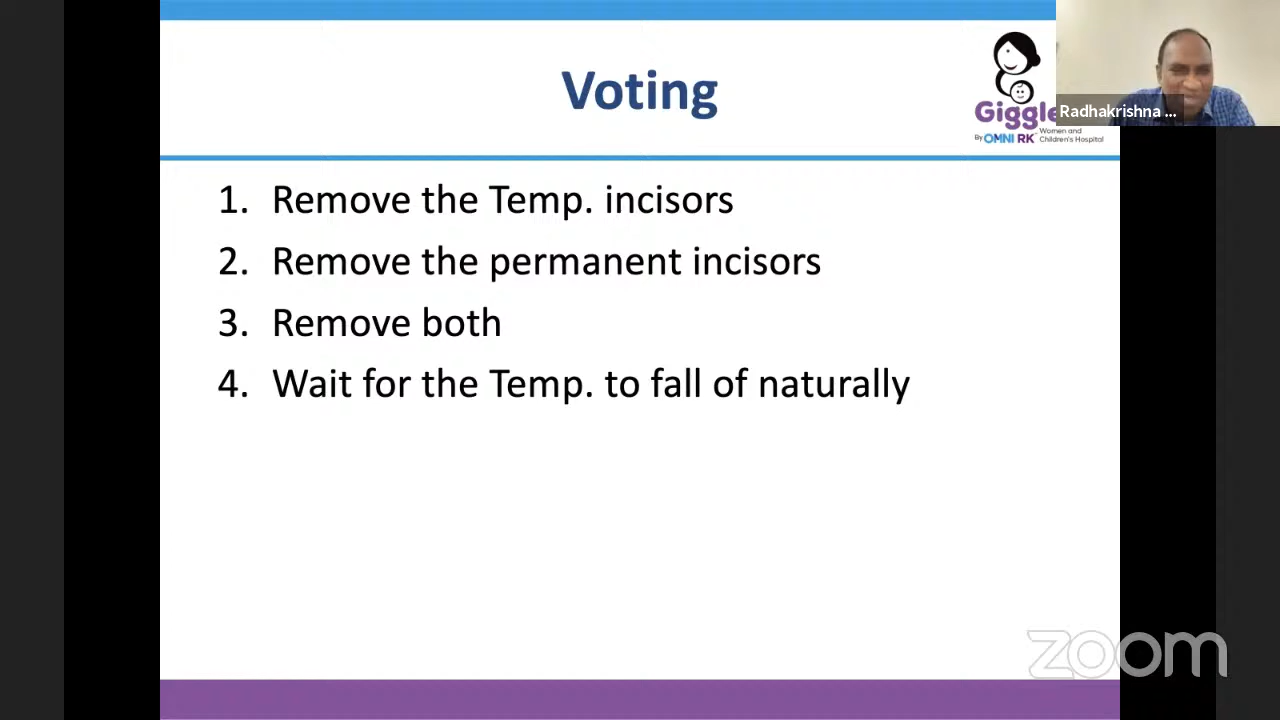 Voting
Giggle
By OMNI RK Women and
Children's Hospital
Radhakrishna ...
1. Remove the Temp. incisors
2. Remove the permanent incisors
3. Remove both
4. Wait for the Temp. to fall of naturally
zoom